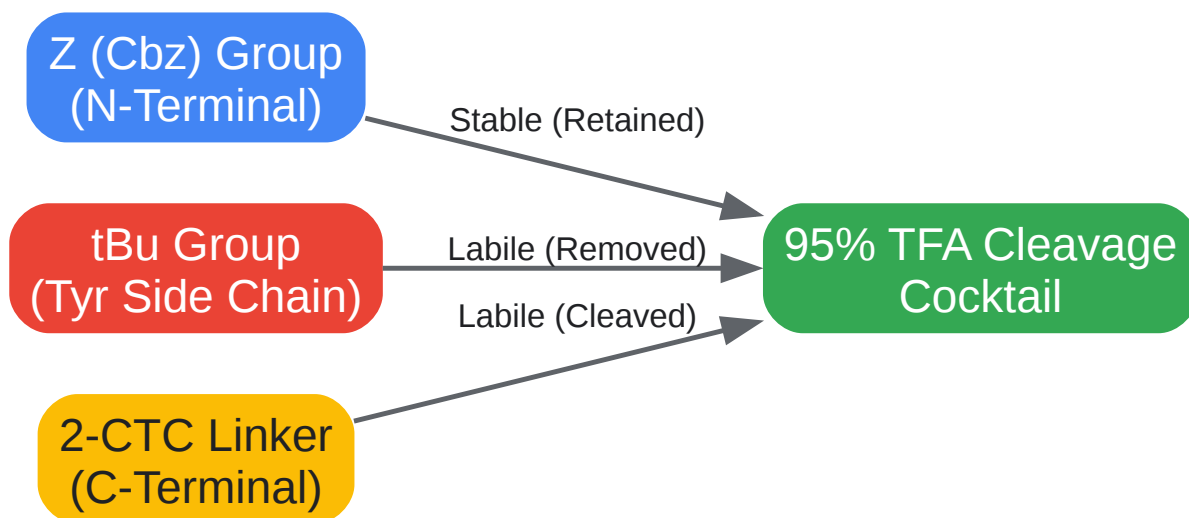 Z (Cbz) Group
(N-Terminal)
Stable (Retained)
tBu Group
(Tyr Side Chain)
Labile (Removed)
95% TFA Cleavage
Cocktail
Labile (Cleaved)
2-CTC Linker
(C-Terminal)